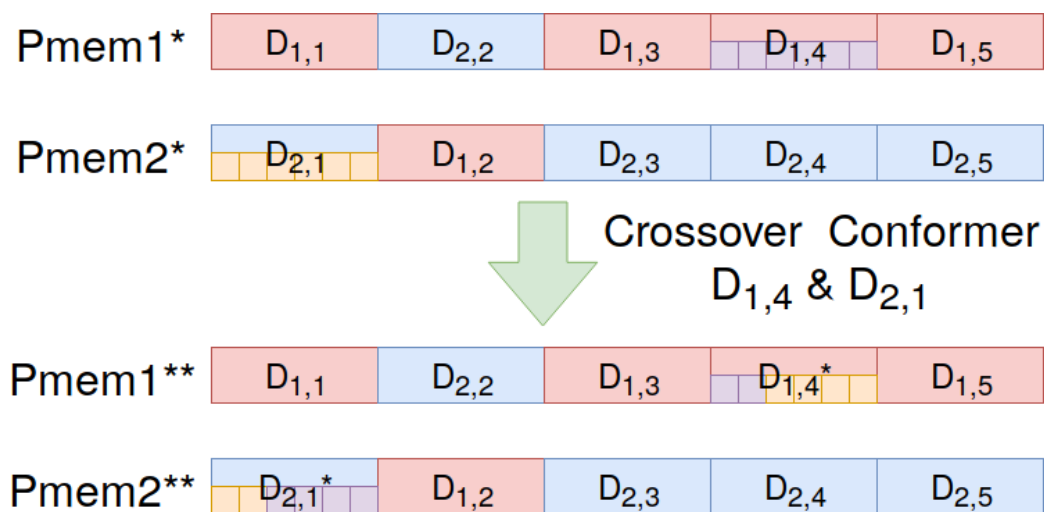 Pmem1* D1,1 D2,2 D1,3 D1,4 D1,5
Pmem2* D2,1 D1,2 D2,3 D2,4 D2,5
Crossover Conformer
D1,4 & D2,1
Pmem1** D1,1 D2,2 D1,3 D1,4* D1,5
Pmem2** D2,1* D1,2 D2,3 D2,4 D2,5